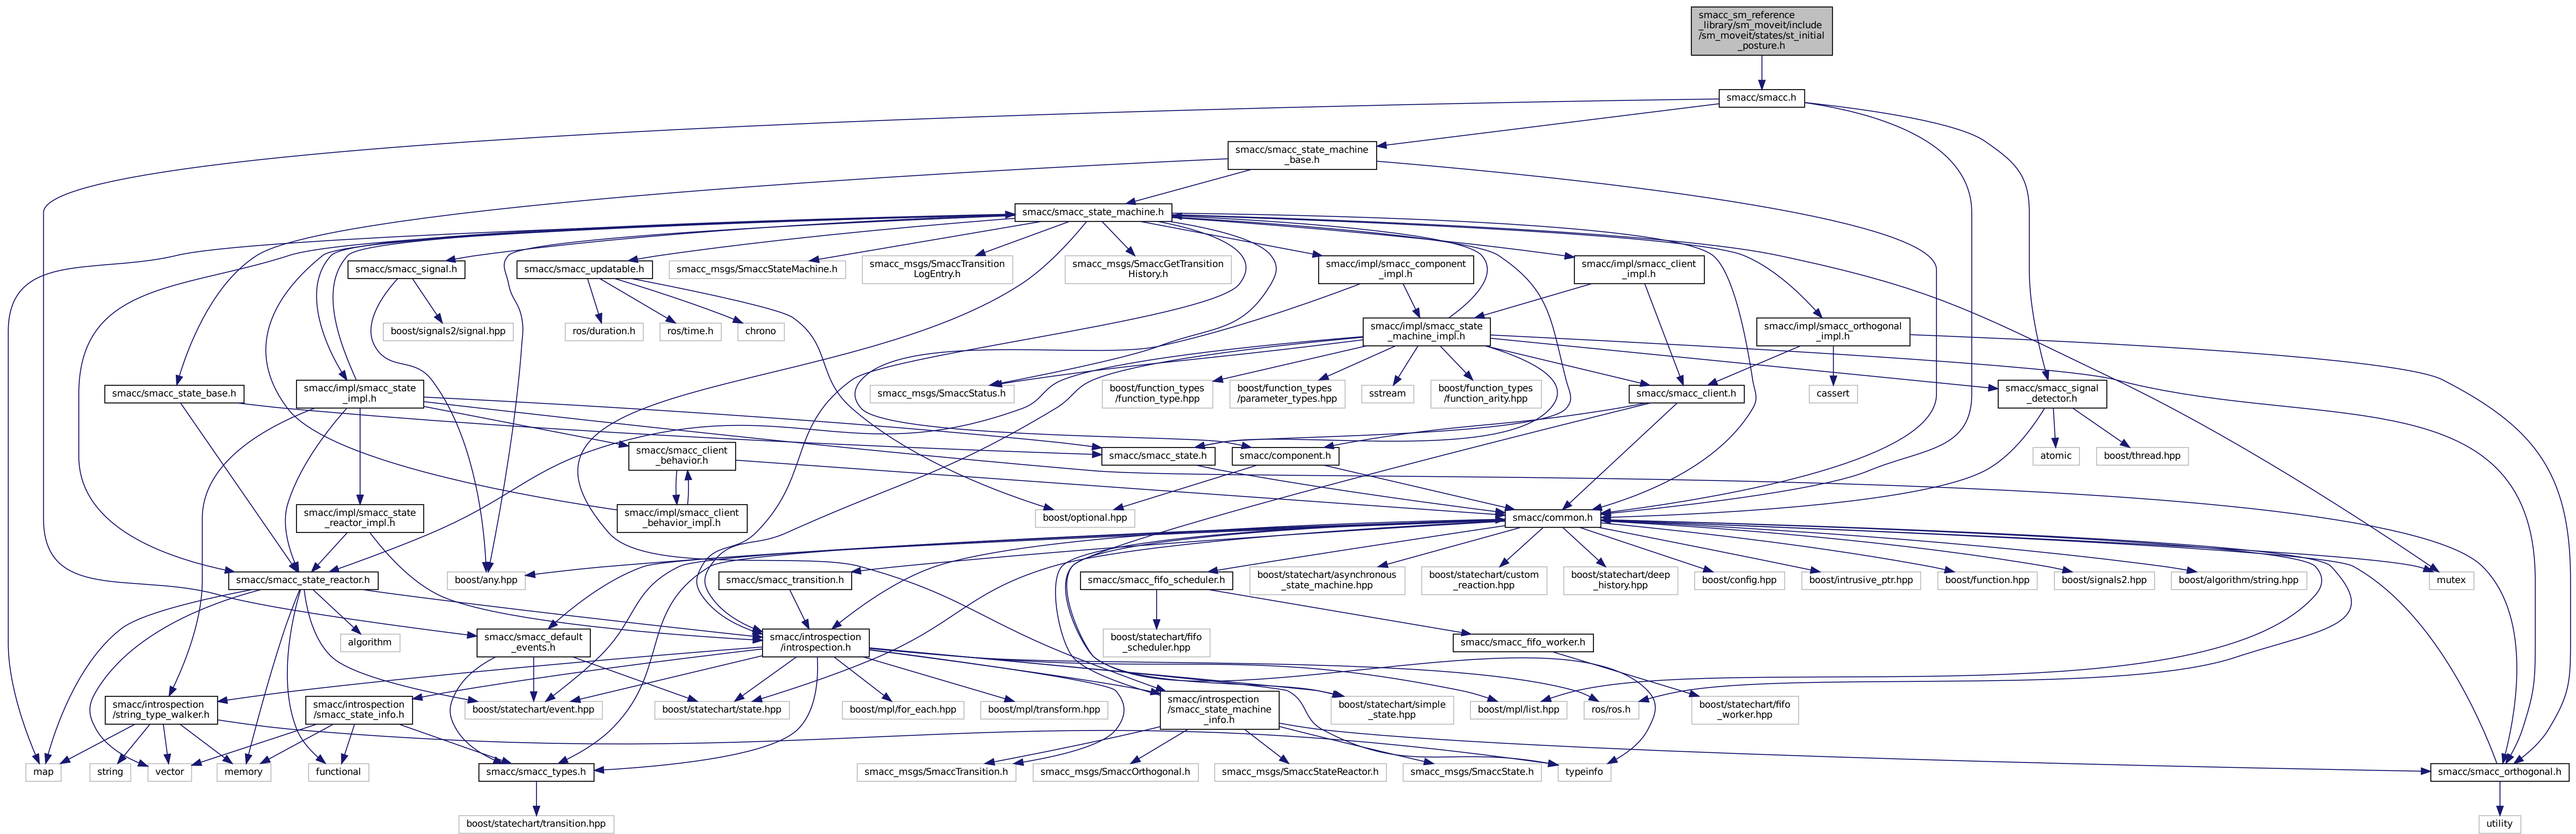 smacc_sm_reference
_library/sm_moveit/include
/sm_moveit/states/st_initial
_posture.h
smacc/smacc.h
smacc/smacc_state_machine
_base.h
smacc/smacc_state_machine.h
smacc/smacc_signal.h
smacc/smacc_updatable.h
smacc_msgs/SmaccStateMachine.h
smacc_msgs/SmaccTransition
LogEntry.h
smacc_msgs/SmaccGetTransition
History.h
smacc/impl/smacc_component
_impl.h
smacc/impl/smacc_client
_impl.h
boost/signals2/signal.hpp
ros/duration.h
ros/time.h
chrono
smacc/impl/smacc_state
_machine_impl.h
smacc/impl/smacc_orthogonal
_impl.h
smacc/smacc_state_base.h
smacc/impl/smacc_state
_impl.h
smacc_msgs/SmaccStatus.h
boost/function_types
/function_type.hpp
boost/function_types
/parameter_types.hpp
sstream
boost/function_types
/function_arity.hpp
smacc/smacc_client.h
cassert
smacc/smacc_signal
_detector.h
smacc/smacc_client
_behavior.h
smacc/smacc_state.h
smacc/component.h
atomic
boost/thread.hpp
smacc/impl/smacc_state
_reactor_impl.h
smacc/impl/smacc_client
_behavior_impl.h
boost/optional.hpp
smacc/common.h
smacc/smacc_state_reactor.h
boost/any.hpp
smacc/smacc_transition.h
smacc/smacc_fifo_scheduler.h
boost/statechart/asynchronous
_state_machine.hpp
boost/statechart/custom
_reaction.hpp
boost/statechart/deep
_history.hpp
boost/config.hpp
boost/intrusive_ptr.hpp
boost/function.hpp
boost/signals2.hpp
boost/algorithm/string.hpp
mutex
algorithm
smacc/smacc_default
_events.h
smacc/introspection
/introspection.h
boost/statechart/fifo
_scheduler.hpp
smacc/smacc_fifo_worker.h
smacc/introspection
/string_type_walker.h
smacc/introspection
/smacc_state_info.h
boost/statechart/event.hpp
boost/statechart/state.hpp
boost/mpl/for_each.hpp
boost/mpl/transform.hpp
smacc/introspection
/smacc_state_machine
_info.h
boost/statechart/simple
_state.hpp
boost/mpl/list.hpp
ros/ros.h
boost/statechart/fifo
_worker.hpp
map
string
vector
memory
functional
smacc/smacc_types.h
smacc_msgs/SmaccTransition.h
smacc_msgs/SmaccOrthogonal.h
smacc_msgs/SmaccStateReactor.h
smacc_msgs/SmaccState.h
typeinfo
smacc/smacc_orthogonal.h
boost/statechart/transition.hpp
utility